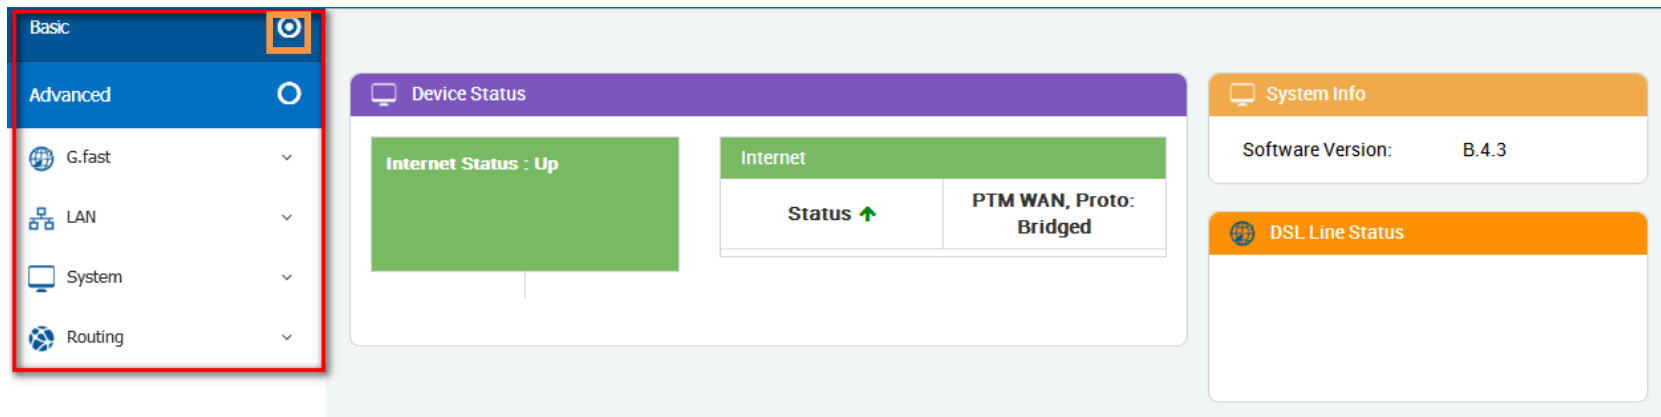 Basic
Advanced
G.fast
LAN
System
Routing
Device Status
Internet Status : Up
Internet
Status
PTM WAN, Proto:
Bridged
System Info
Software Version: B.4.3
DSL Line Status